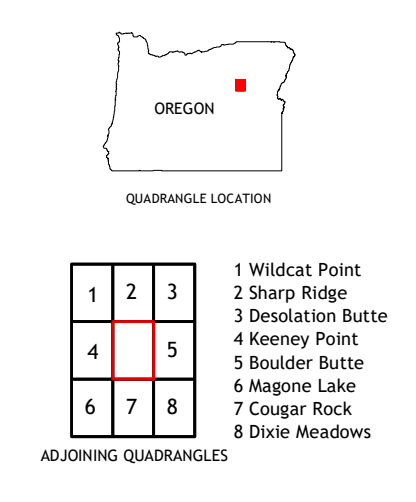 OREGON
QUADRANGLE LOCATION
1 2 3
4 5
6 7 8
ADJOINING QUADRANGLES
1 Wildcat Point
2 Sharp Ridge
3 Desolation Butte
4 Keeney Point
5 Boulder Butte
6 Magone Lake
7 Cougar Rock
8 Dixie Meadows